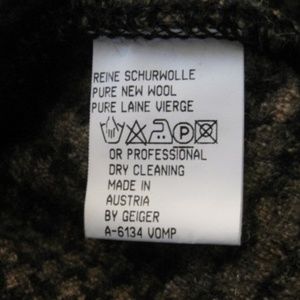 REINE SCHURWOLLE
PURE NEW WOOL
PURE LAINE VIERGE
P
OR PROFESSIONAL
DRY CLEANING
MADE IN
AUSTRIA
BY GEIGER
A-6134 VOMP